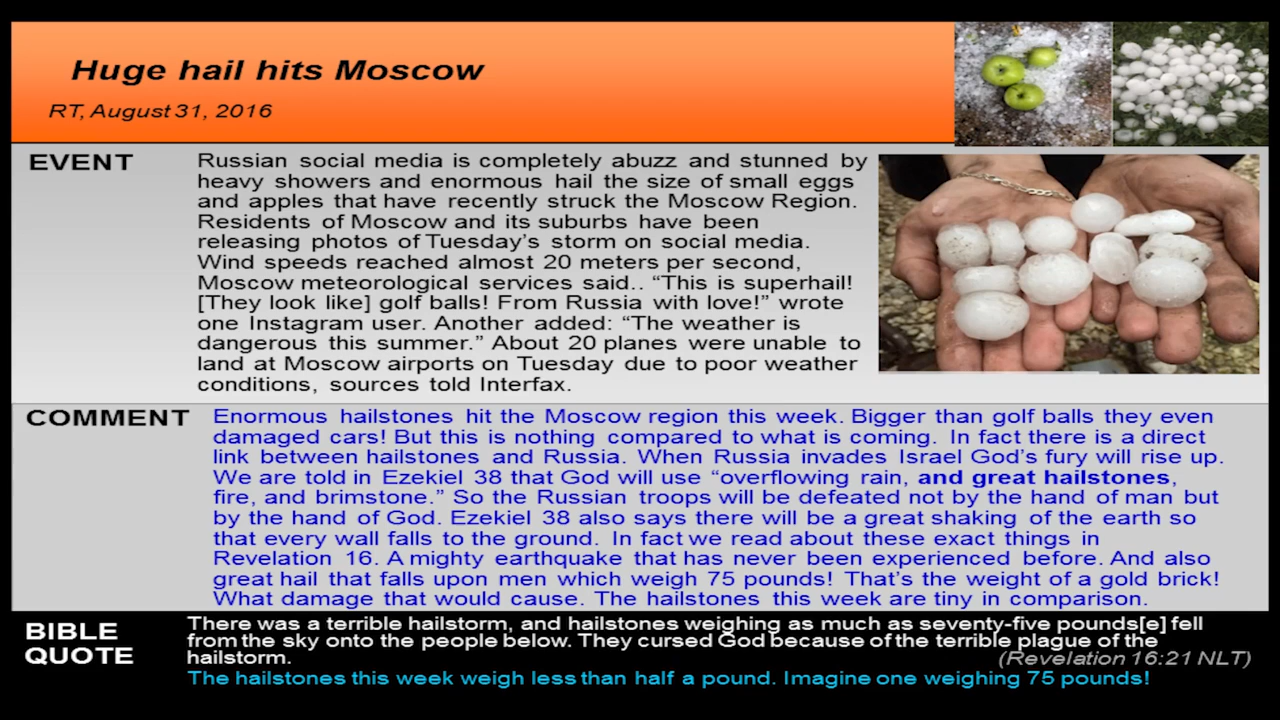 Huge hail hits Moscow
RT, August 31, 2016
EVENT
Russian social media is completely abuzz and stunned by
heavy showers and enormous hail the size of small eggs
and apples that have recently struck the Moscow Region.
Residents of Moscow and its suburbs have been
releasing photos of Tuesday's storm on social media.
Wind speeds reached almost 20 meters per second,
Moscow meteorological services said.. “This is superhail!
[They look like] golf balls! From Russia with love!” wrote
one Instagram user. Another added: “The weather is
dangerous this summer.” About 20 planes were unable to
land at Moscow airports on Tuesday due to poor weather
conditions, sources told Interfax.
COMMENT
Enormous hailstones hit the Moscow region this week. Bigger than golf balls they even
damaged cars! But this is nothing compared to what is coming. In fact there is a direct
link between hailstones and Russia. When Russia invades Israel God's fury will rise up.
We are told in Ezekiel 38 that God will use “overflowing rain, and great hailstones,
fire, and brimstone.” So the Russian troops will be defeated not by the hand of man but
by the hand of God. Ezekiel 38 also says there will be a great shaking of the earth so
that every wall falls to the ground. In fact we read about these exact things in
Revelation 16. A mighty earthquake that has never been experienced before. And also
great hail that falls upon men which weigh 75 pounds! That's the weight of a gold brick!
What damage that would cause. The hailstones this week are tiny in comparison.
BIBLE
QUOTE
There was a terrible hailstorm, and hailstones weighing as much as seventy-five pounds[e] fell
from the sky onto the people below. They cursed God because of the terrible plague of the
hailstorm.
(Revelation 16:21 NLT)
The hailstones this week weigh less than half a pound. Imagine one weighing 75 pounds!